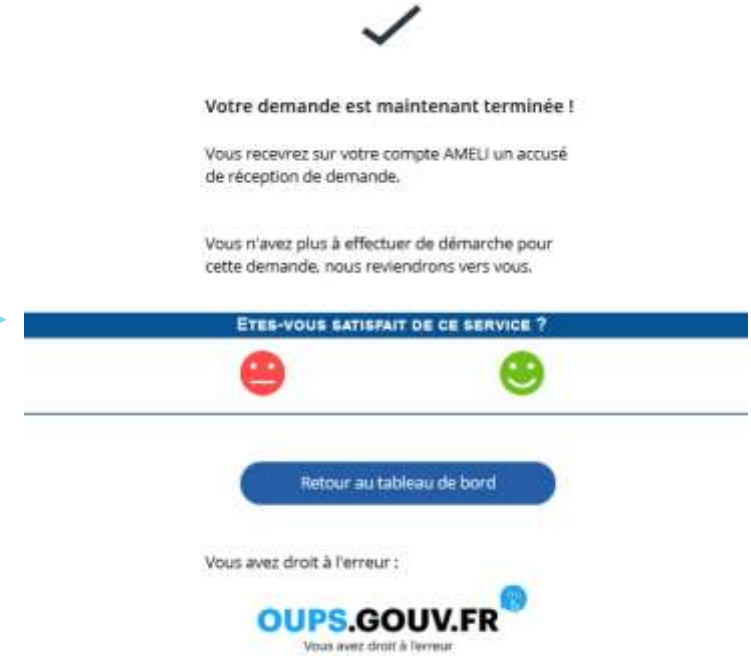 Votre demande est maintenant terminée !
Vous recevrez sur votre compte AMELI un accusé
de réception de demande.
Vous n'avez plus à effectuer de démarche pour
cette demande, nous reviendrons vers vous.
ETES-VOUS SATISFAIT DE CE SERVICE ?
Retour au tableau de bord
Vous avez droit à l'erreur :
OUPS.GOUV.FR
Vous avez droit à l'erreur